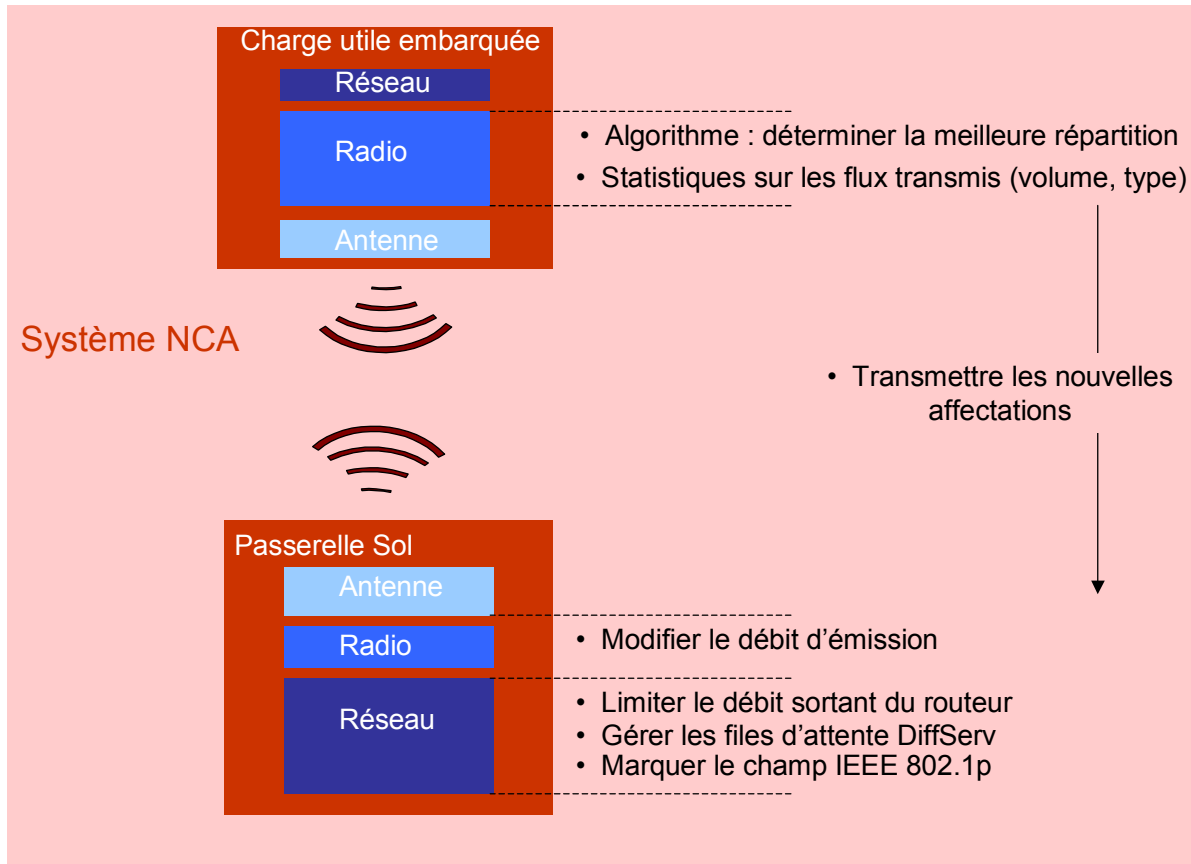 Charge utile embarquée
Réseau
Radio
Antenne
• Algorithme : déterminer la meilleure répartition
• Statistiques sur les flux transmis (volume, type)
Système NCA
• Transmettre les nouvelles
affectations
Passerelle Sol
Antenne
Radio
Réseau
• Modifier le débit d’émission
• Limiter le débit sortant du routeur
• Gérer les files d’attente DiffServ
• Marquer le champ IEEE 802.1p